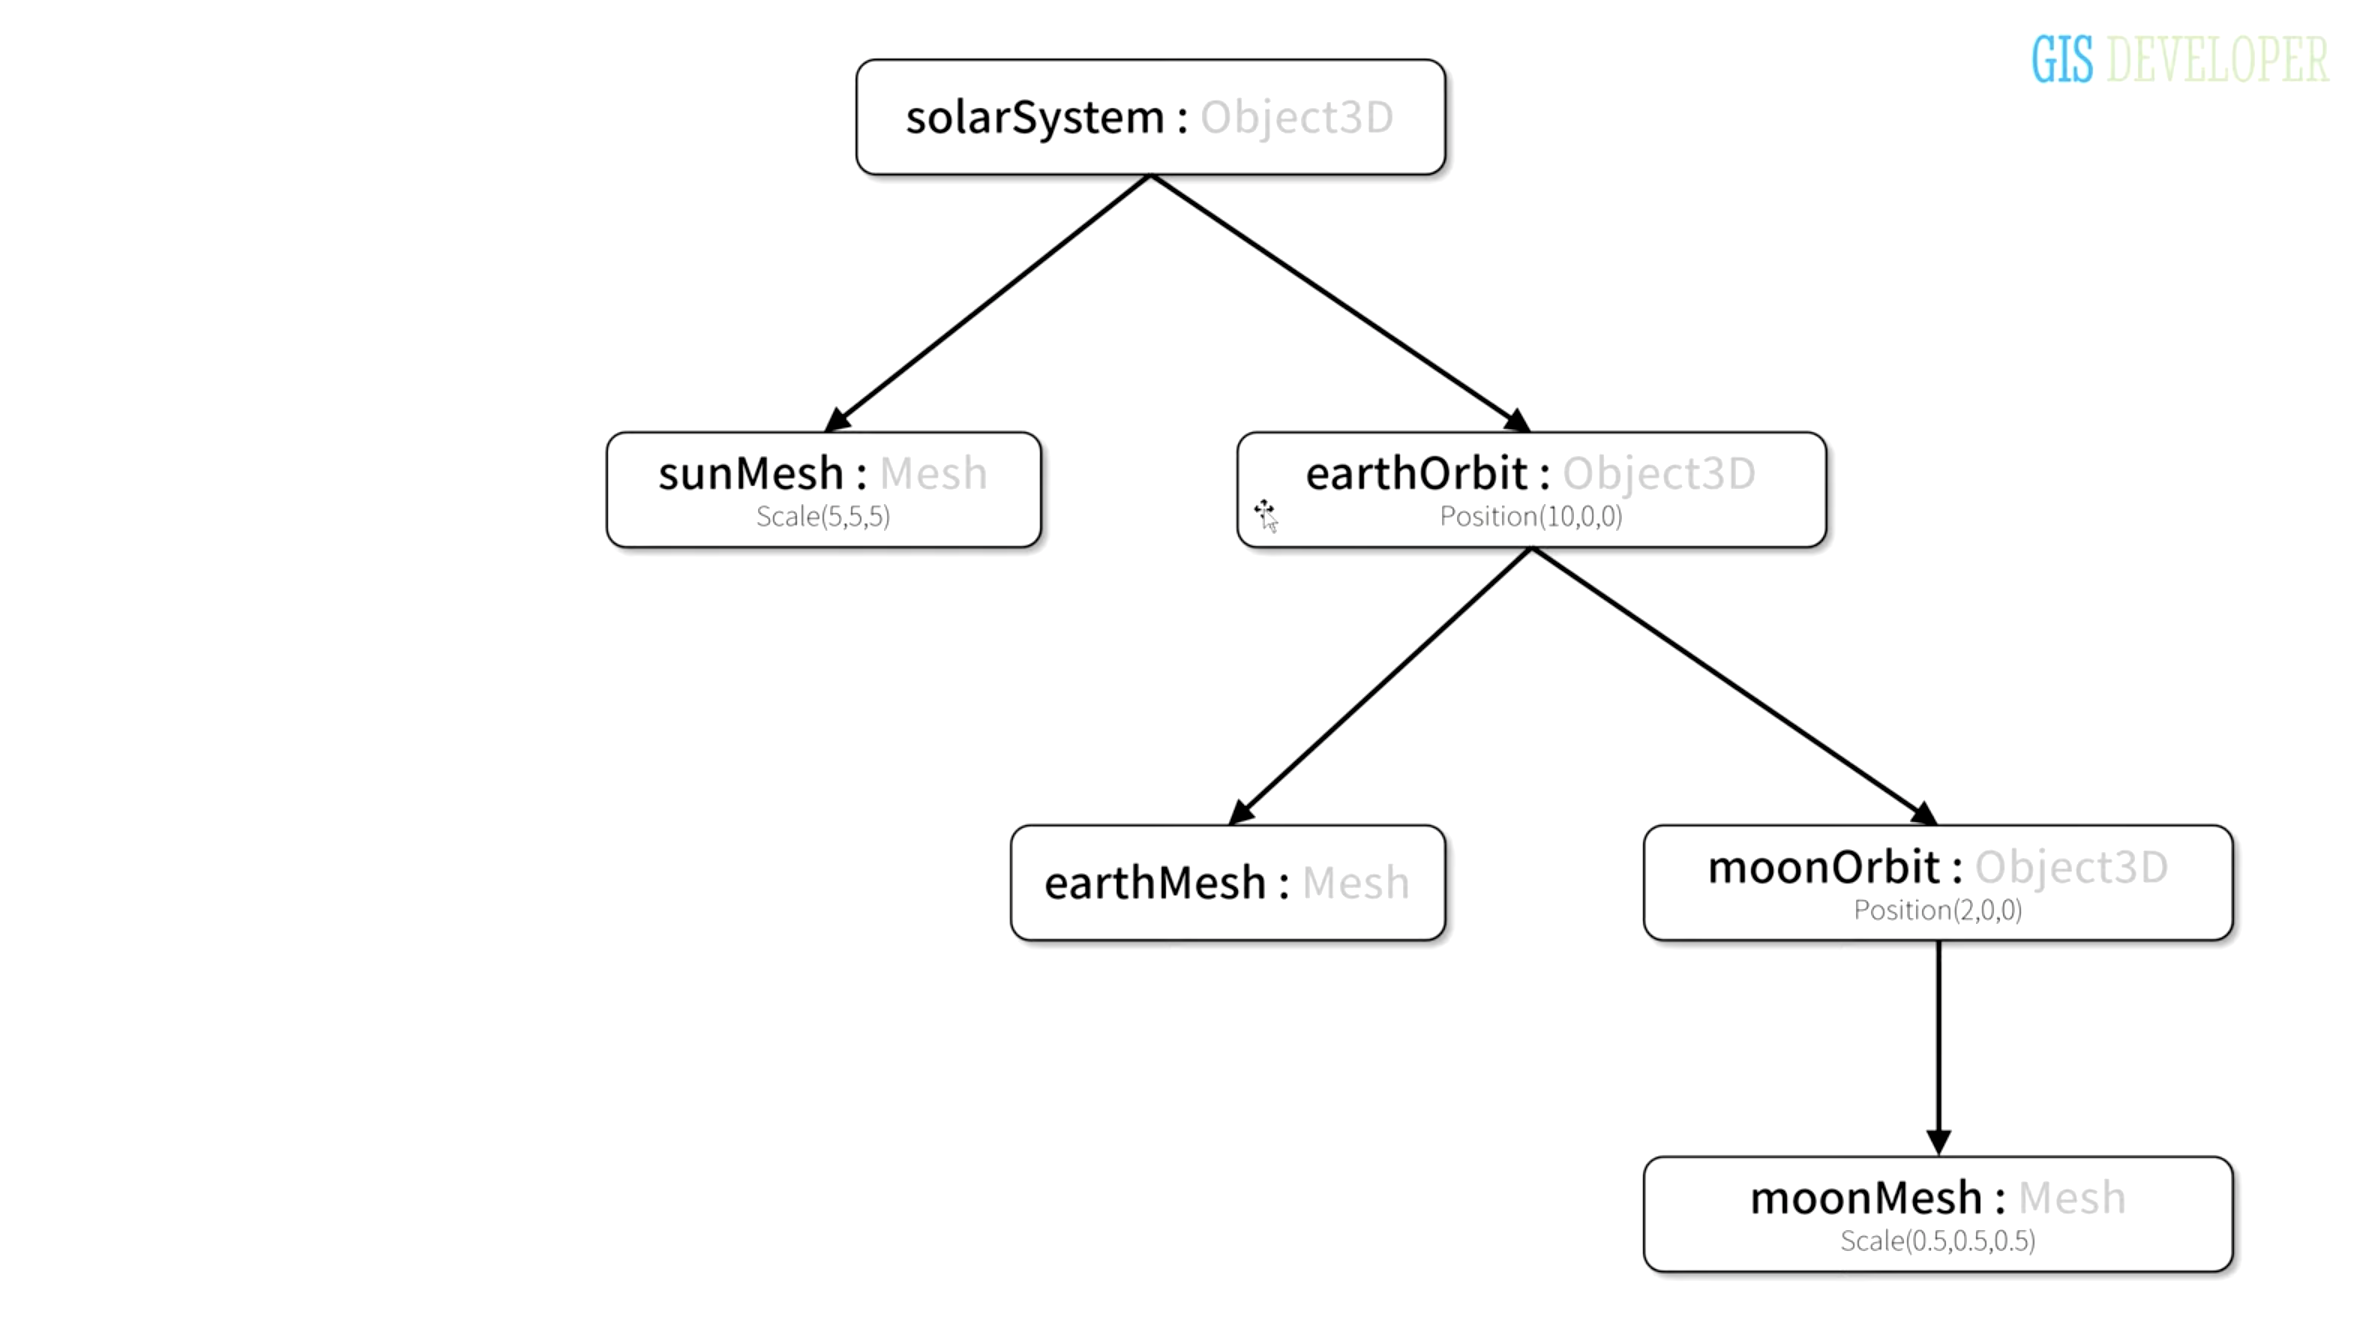 GIS DEVELOPER
solarSystem : Object3D
sunMesh : Mesh
Scale(5,5,5)
earthOrbit : Object3D
Position(10,0,0)
earthMesh : Mesh
moonOrbit : Object3D
Position(2,0,0)
moonMesh : Mesh
Scale(0.5,0.5,0.5)